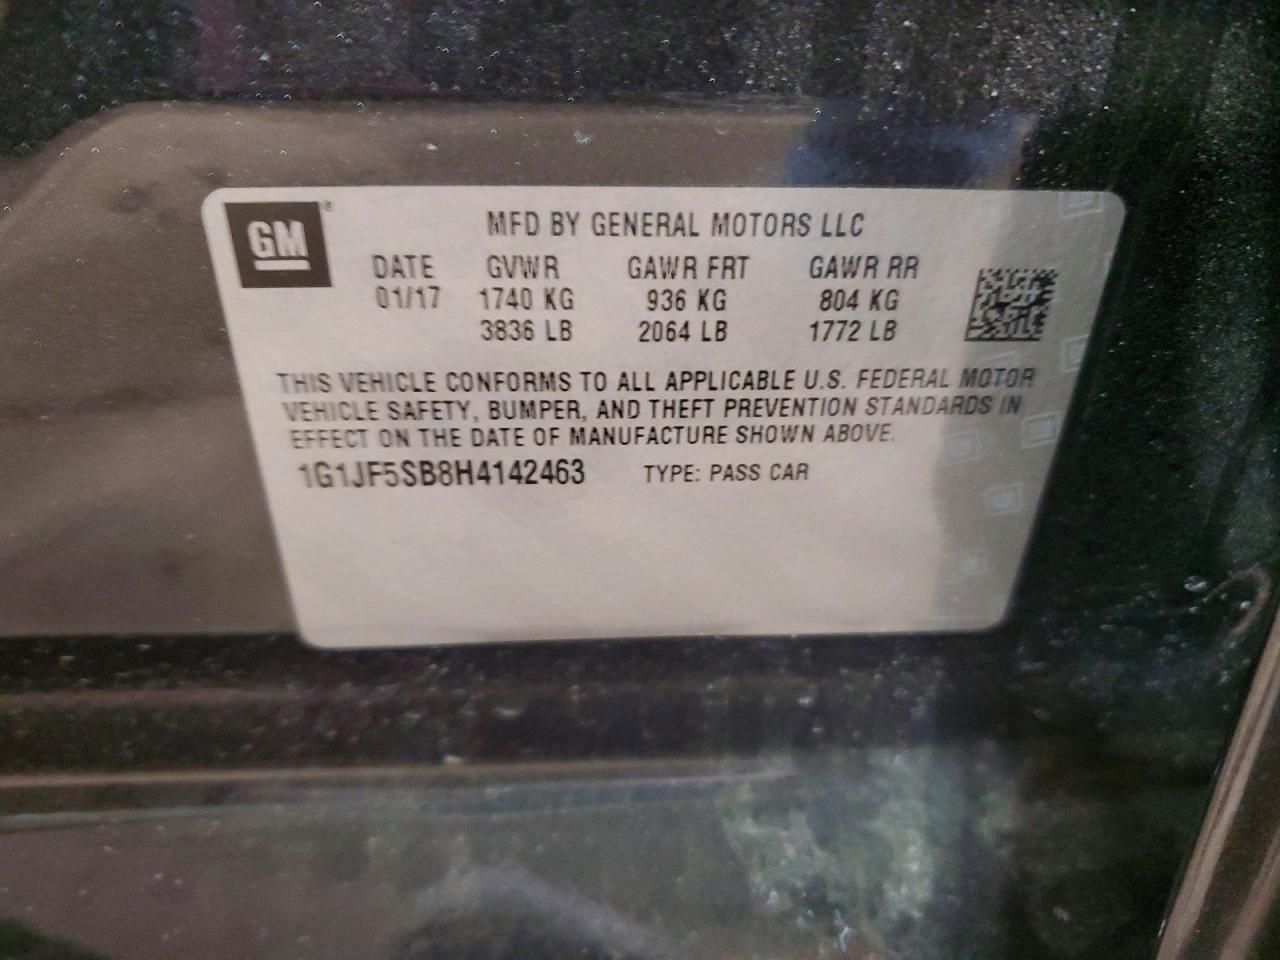 GM ®
MFD BY GENERAL MOTORS LLC
DATE GVWR GAWR FRT GAWR RR
01/17 1740 KG 936 KG 804 KG
3836 LB 2064 LB 1772 LB
THIS VEHICLE CONFORMS TO ALL APPLICABLE U.S. FEDERAL MOTOR
VEHICLE SAFETY, BUMPER, AND THEFT PREVENTION STANDARDS IN
EFFECT ON THE DATE OF MANUFACTURE SHOWN ABOVE.
1G1JF5SB8H4142463 TYPE: PASS CAR